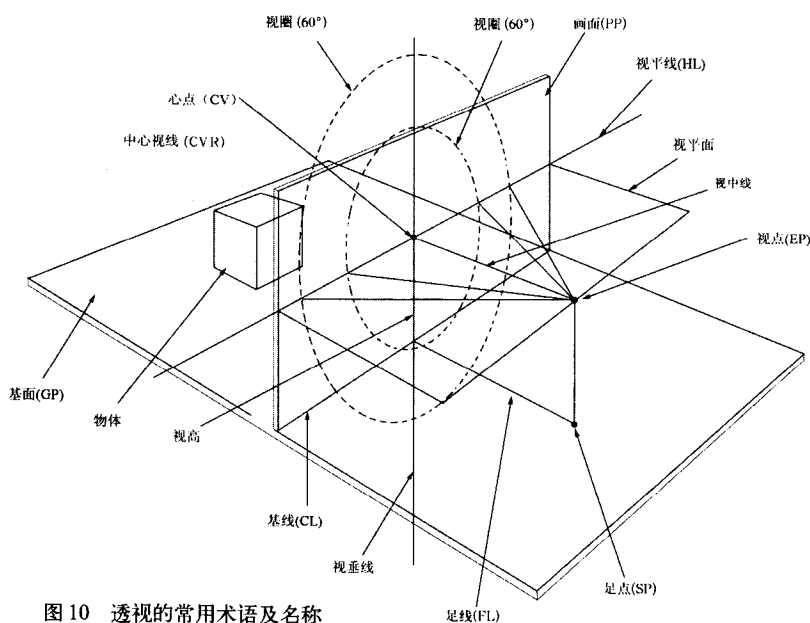 视圈(60°)
视圈(60°)
画面(PP)
视平线(HL)
心点（CV）
中心视线(CVR)
视平面
视中线
视点(EP)
基面(GP)
物体
视高
基线(CL)
视垂线
足线(FL)
足点(SP)
图10 透视的常用术语及名称